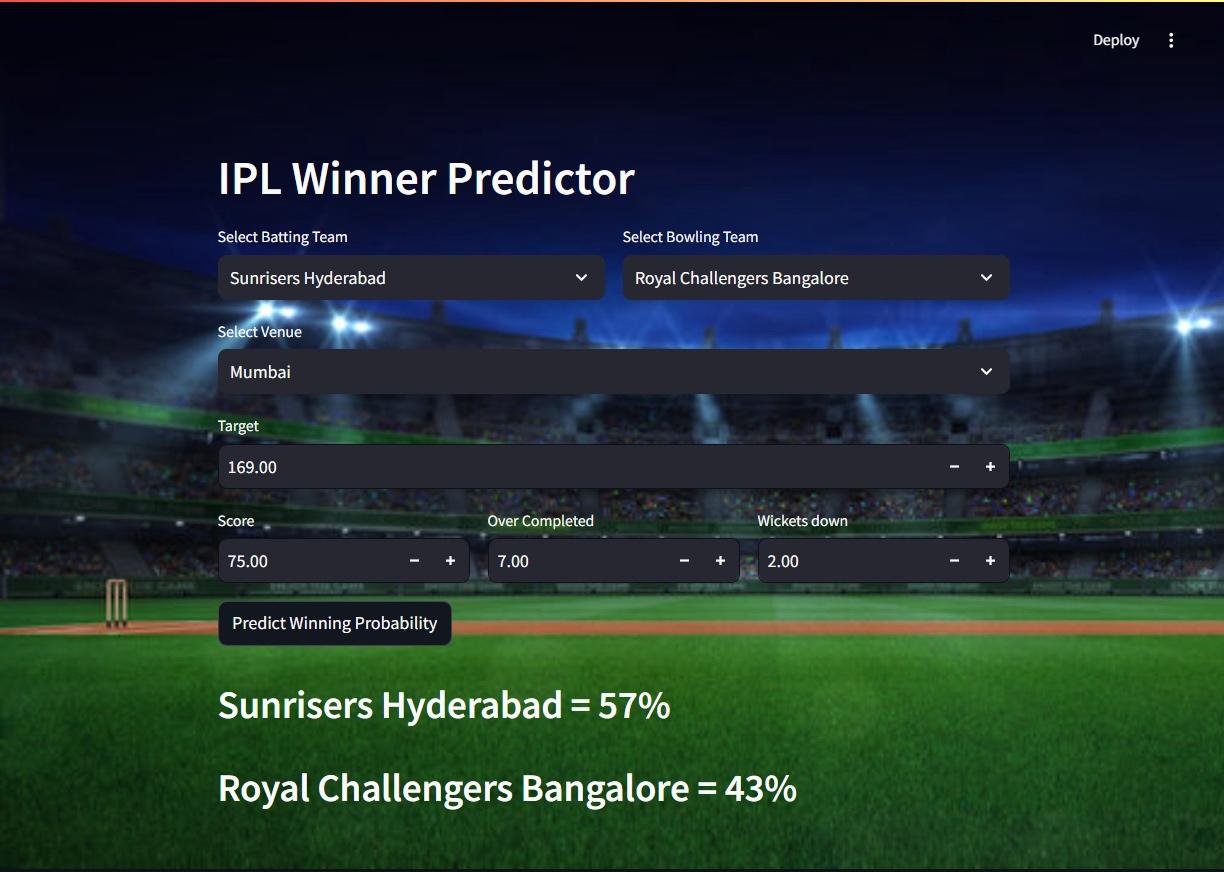 Deploy
IPL Winner Predictor
Select Batting Team
Select Bowling Team
Sunrisers Hyderabad
Royal Challengers Bangalore
Select Venue
Mumbai
Target
169.00
Score
Over Completed
Wickets down
75.00
7.00
2.00
Predict Winning Probability
Sunrisers Hyderabad = 57%
Royal Challengers Bangalore = 43%